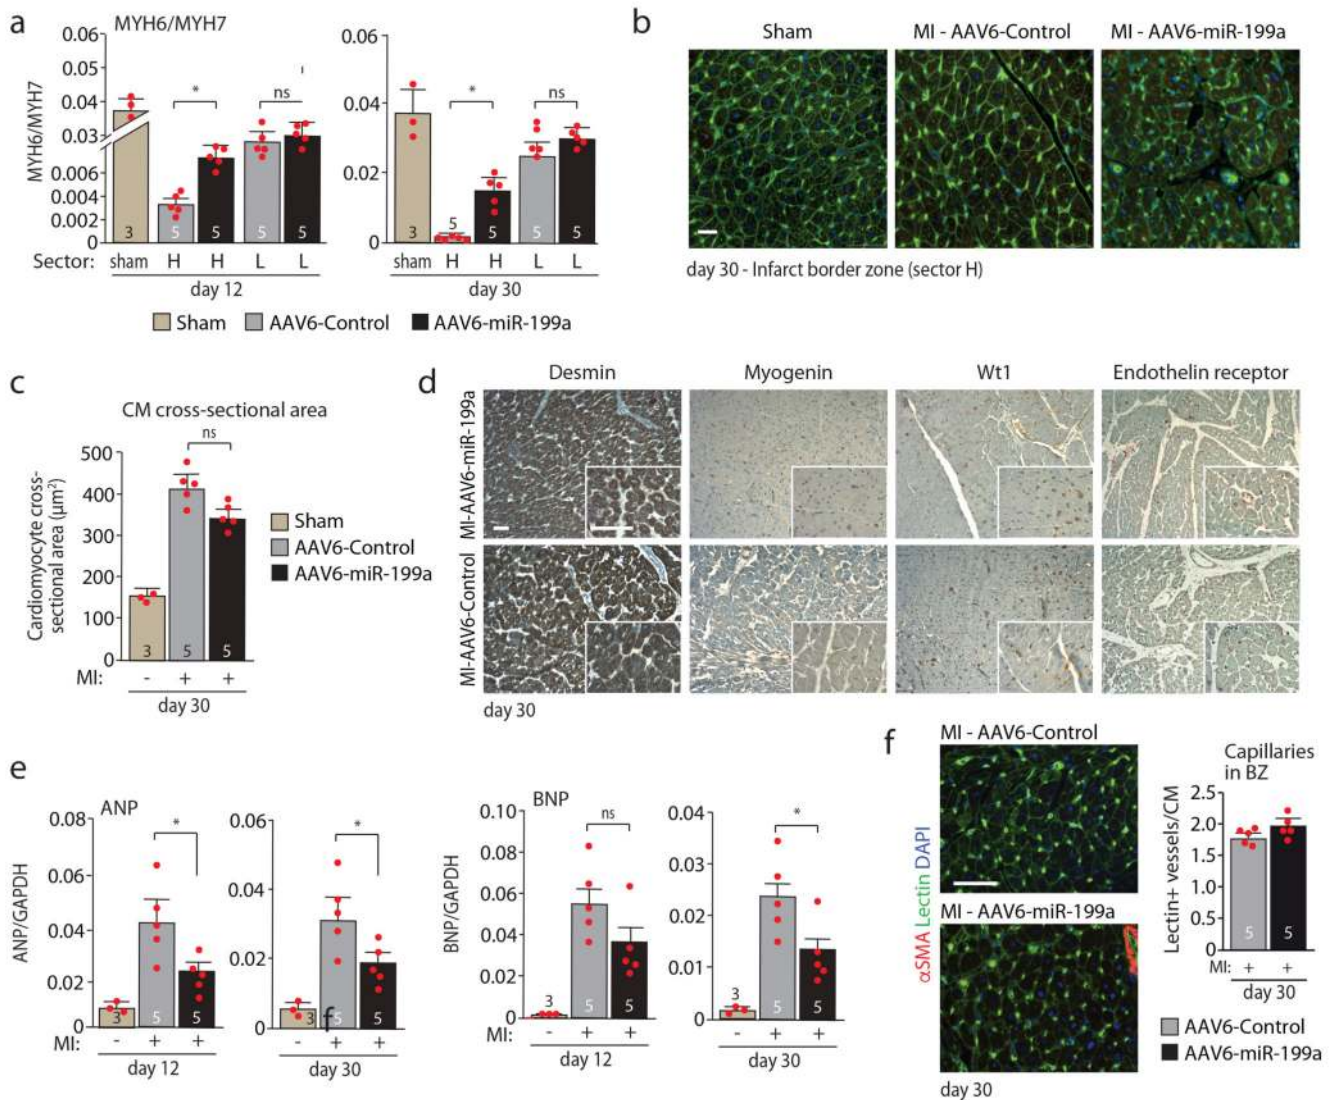 a
MYH6/MYH7
MYH6/MYH7
0.06
0.04
0.03
0.006
0.004
0.002
0
*
ns
3
5
5
5
5
Sector:
sham
H
H
L
L
day 12
0.06
0.04
0.02
0
*
ns
3
5
5
5
5
sham
H
H
L
L
day 30
Sham
AAV6-Control
AAV6-miR-199a
b
Sham
MI - AAV6-Control
MI - AAV6-miR-199a
day 30 - Infarct border zone (sector H)
c
CM cross-sectional area
Cardiomyocyte cross-
sectional area (µm²)
500
400
300
200
100
0
ns
3
5
5
MI:
-
+
+
day 30
Sham
AAV6-Control
AAV6-miR-199a
d
Desmin
Myogenin
Wt1
Endothelin receptor
MI-AAV6-miR-199a
MI-AAV6-Control
day 30
e
ANP
ANP/GAPDH
0.08
0.06
0.04
0.02
0
*
3
5
5
MI:
-
+
+
day 12
0.06
0.04
0.02
0
*
3
f
5
5
-
+
+
day 30
BNP
BNP/GAPDH
0.10
0.08
0.06
0.04
0.02
0.00
ns
3
5
5
MI:
-
+
+
day 12
0.04
0.03
0.02
0.01
0
*
3
5
5
-
+
+
day 30
f
MI - AAV6-Control
MI - AAV6-miR-199a
αSMA Lectin DAPI
day 30
Capillaries
in BZ
Lectin+ vessels/CM
2.5
2.0
1.5
1.0
0.5
0
5
5
MI:
+
+
day 30
AAV6-Control
AAV6-miR-199a